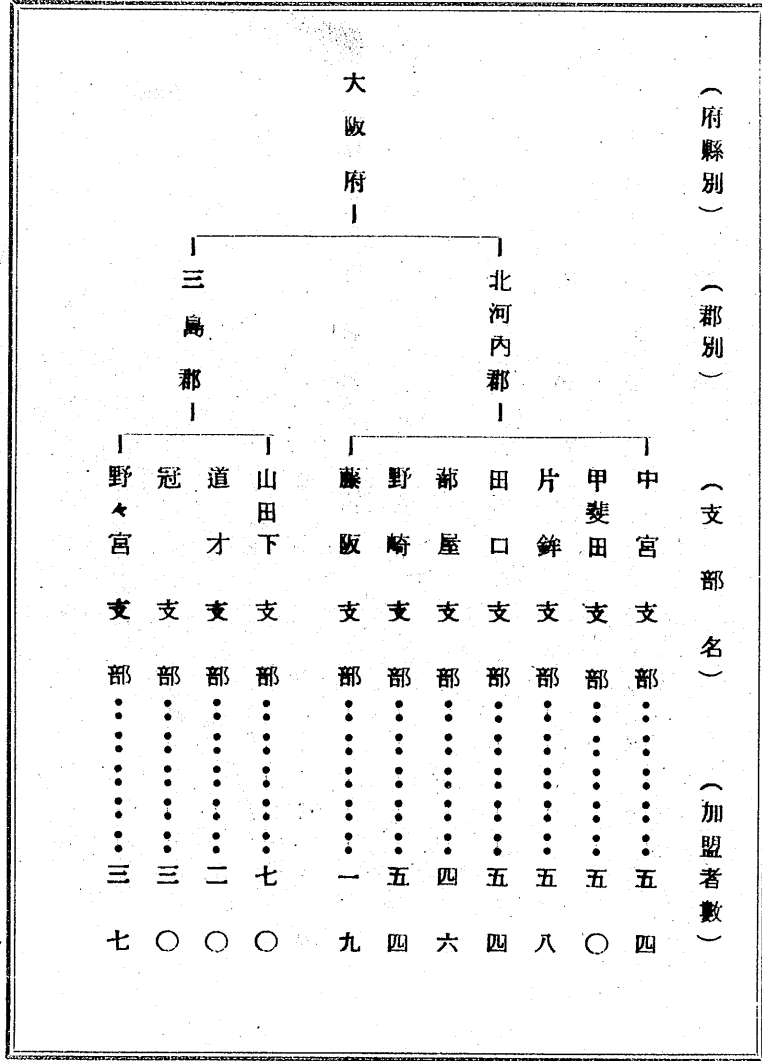 （府縣別）　（郡別）　（支部名）　（加盟者數）
大阪府
北河内郡
中宮支部………五四
甲斐田支部………五〇
片鉾支部………五八
田口支部………五四
蔀屋支部………四六
野崎支部………五四
藤阪支部………一九
三島郡
山田下支部………七〇
道才支部………二〇
冠支部………三〇
野々宮支部………三七